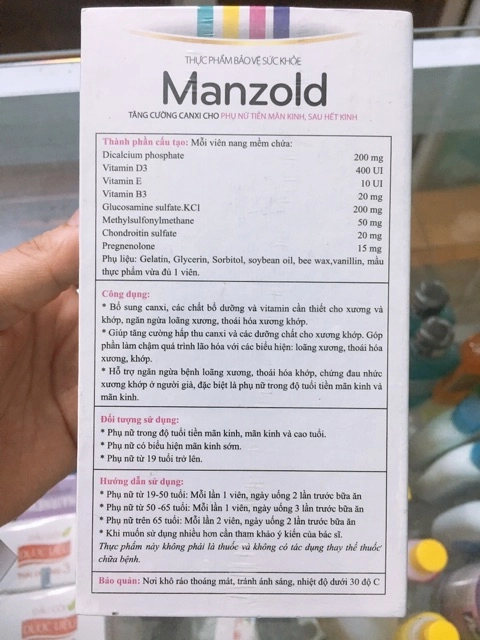 THỰC PHẨM BẢO VỆ SỨC KHỎE
Manzold
TĂNG CƯỜNG CANXI CHO PHỤ NỮ TIỀN MÃN KINH, SAU HẾT KINH
Thành phần cấu tạo: Mỗi viên nang mềm chứa:
Dicalcium phosphate 200 mg
Vitamin D3 400 UI
Vitamin E 10 UI
Vitamin B3 20 mg
Glucosamine sulfate.KCl 200 mg
Methylsulfonylmethane 50 mg
Chondroitin sulfate 20 mg
Pregnenolone 15 mg
Phụ liệu: Gelatin, Glycerin, Sorbitol, soybean oil, bee wax,vanillin, mầu
thực phẩm vừa đủ 1 viên.
Công dụng:
* Bổ sung canxi, các chất bổ dưỡng và vitamin cần thiết cho xương và
khớp, ngăn ngừa loãng xương, thoái hóa xương khớp.
* Giúp tăng hấp thu canxi và các dưỡng chất cho xương khớp. Góp
phần làm chậm quá trình lão hóa với các biểu hiện: loãng xương, thoái hóa
xương, khớp.
* Hỗ trợ ngăn ngừa bệnh loãng xương, thoái hóa khớp, chứng đau nhức
xương khớp ở người già, đặc biệt là phụ nữ trong độ tuổi tiền mãn kinh và
mãn kinh.
Đối tượng sử dụng:
* Phụ nữ trong độ tuổi tiền mãn kinh, mãn kinh và cao tuổi.
* Phụ nữ có biểu hiện mãn kinh sớm.
* Phụ nữ từ 19 tuổi trở lên.
Hướng dẫn sử dụng:
* Phụ nữ từ 19-50 tuổi: Mỗi lần 1 viên, ngày uống 2 lần trước bữa ăn
* Phụ nữ từ 50 -65 tuổi: Mỗi lần 1 viên, ngày uống 3 lần trước bữa ăn
* Phụ nữ trên 65 tuổi: Mỗi lần 2 viên, ngày uống 2 lần trước bữa ăn
* Khi muốn sử dụng nhiều hơn cần tham khảo ý kiến của bác sĩ.
Thực phẩm này không phải là thuốc và không có tác dụng thay thế thuốc
chữa bệnh.
Bảo quản: Nơi khô ráo thoáng mát, tránh ánh sáng, nhiệt độ dưới 30 độ C
DƯỢC LIỆU
DƯỢC LIỆU